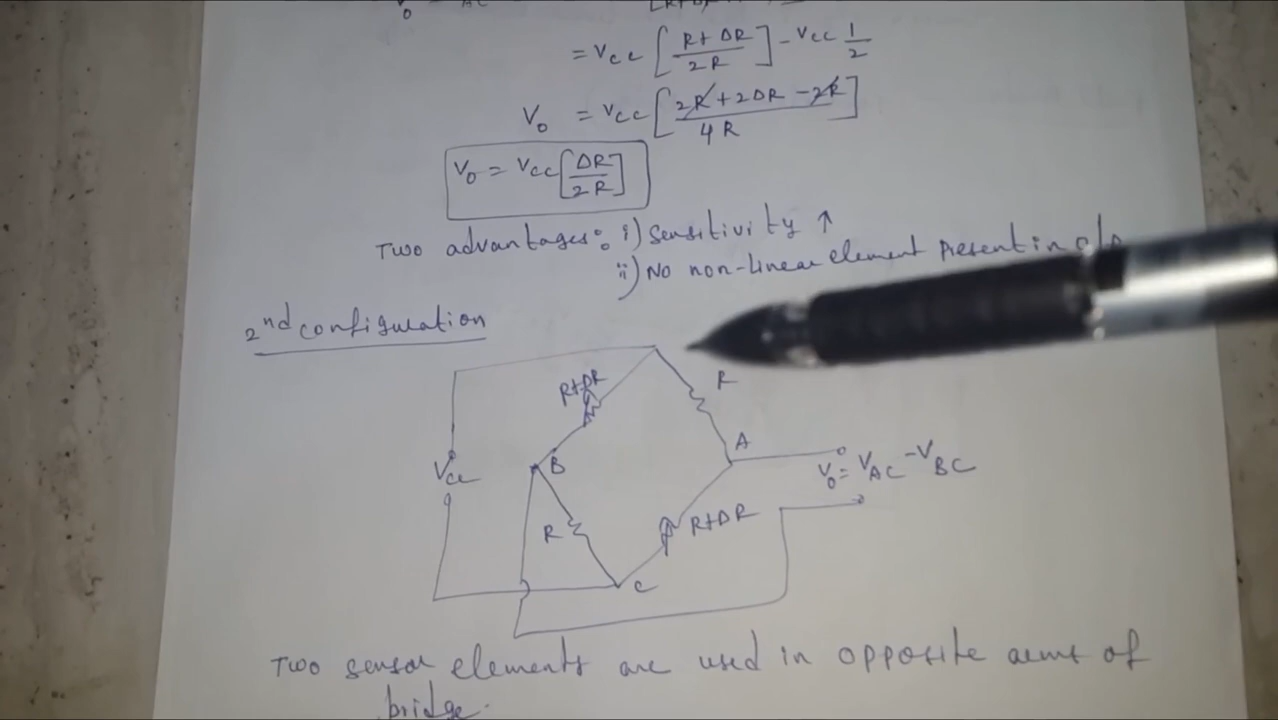 = Vcc [ (R+ΔR)/2R ] - Vcc 1/2
V₀ = Vcc [ (2R+2ΔR-2R)/4R ]
V₀ = Vcc [ ΔR/2R ]
Two advantages: i) Sensitivity ↑
ii) No non-linear element present in
2nd configuration
R+ΔR
R
A
B
Vcc
V₀ = VAC - VBC
R
R+ΔR
C
Two sensor elements are used in opposite arms of
bridge.